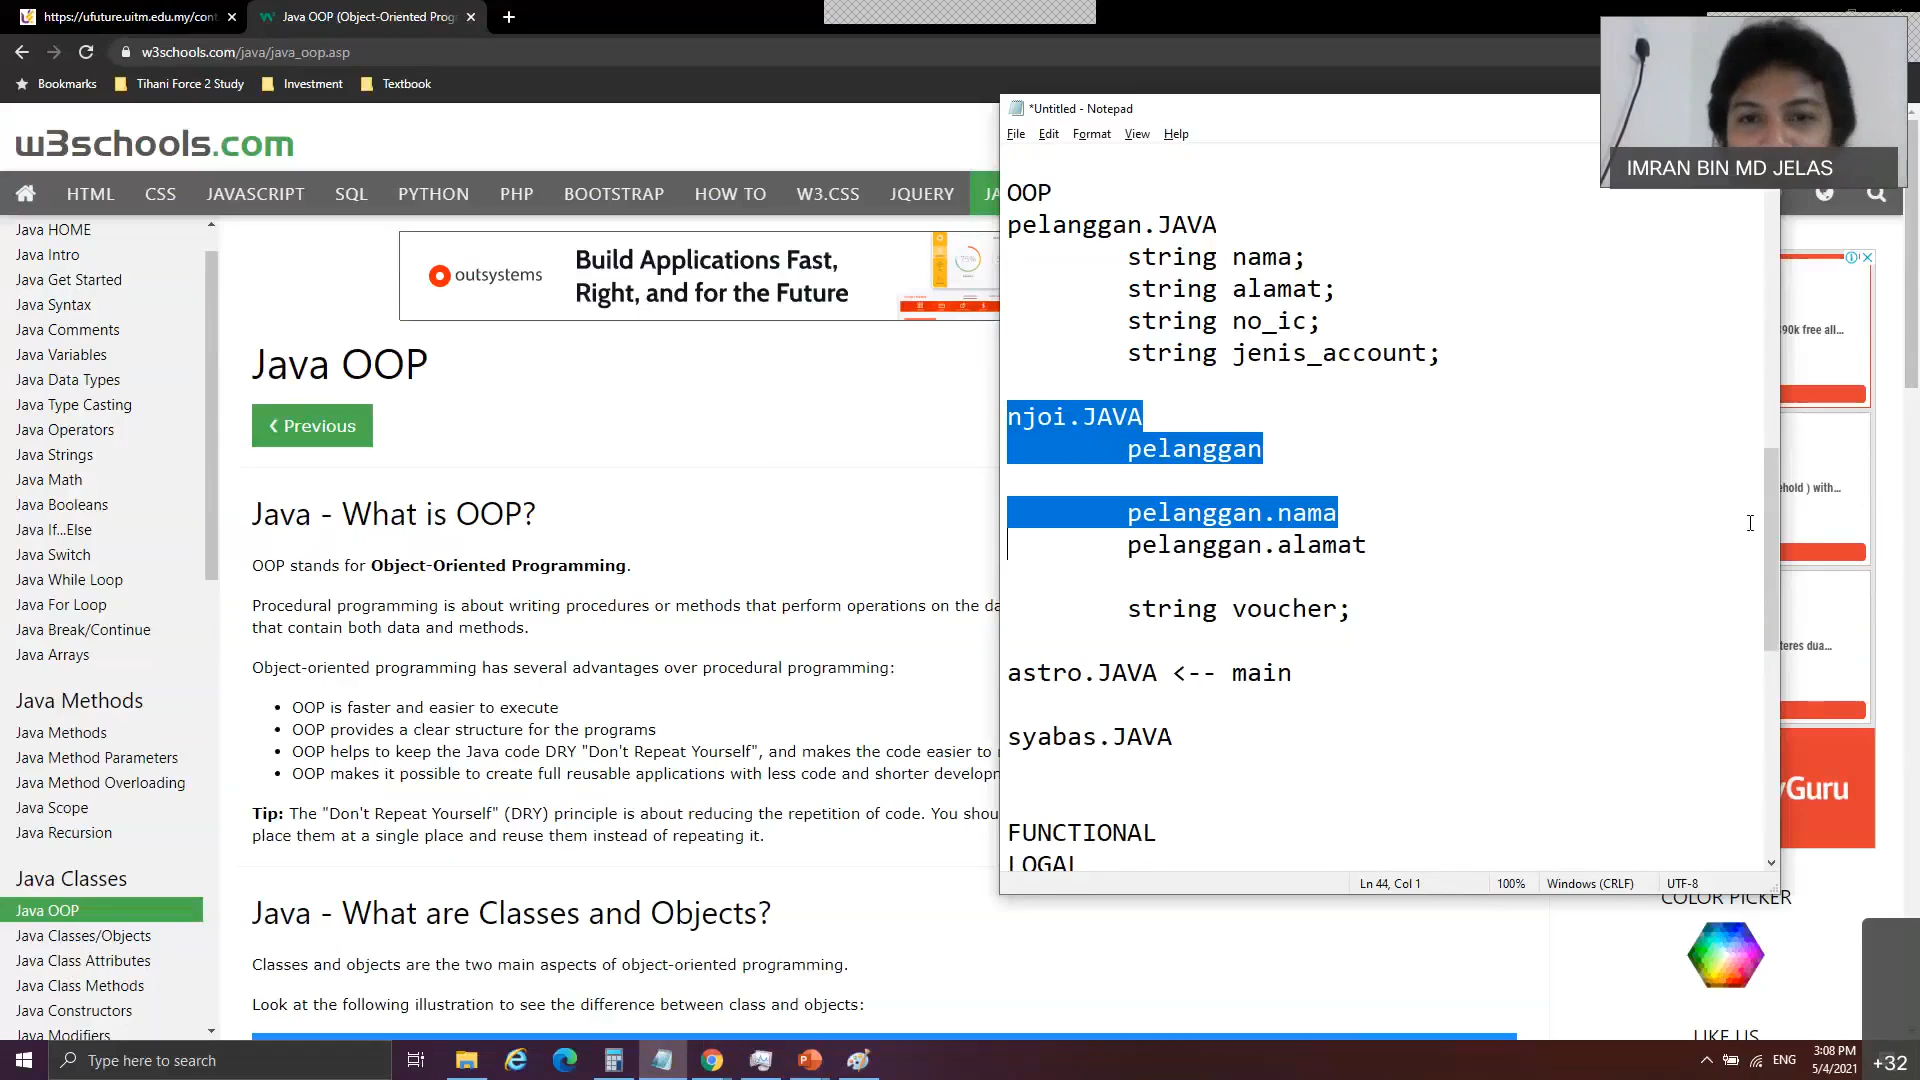 https://ufuture.uitm.edu.my/cont
Java OOP (Object-Oriented Prog
w3schools.com/java/java_oop.asp
Bookmarks
Tihani Force 2 Study
Investment
Textbook
w3schools.com
HTML
CSS
JAVASCRIPT
SQL
PYTHON
PHP
BOOTSTRAP
HOW TO
W3.CSS
JQUERY
JA
Java HOME
Java Intro
Java Get Started
Java Syntax
Java Comments
Java Variables
Java Data Types
Java Type Casting
Java Operators
Java Strings
Java Math
Java Booleans
Java If...Else
Java Switch
Java While Loop
Java For Loop
Java Break/Continue
Java Arrays
Java Methods
Java Methods
Java Method Parameters
Java Method Overloading
Java Scope
Java Recursion
Java Classes
Java OOP
Java Classes/Objects
Java Class Attributes
Java Class Methods
Java Constructors
Java Modifiers
outsystems
Build Applications Fast,
Right, and for the Future
75%
Java OOP
❮ Previous
Java - What is OOP?
OOP stands for Object-Oriented Programming.
Procedural programming is about writing procedures or methods that perform operations on the da
that contain both data and methods.
Object-oriented programming has several advantages over procedural programming:
• OOP is faster and easier to execute
• OOP provides a clear structure for the programs
• OOP helps to keep the Java code DRY "Don't Repeat Yourself", and makes the code easier to
• OOP makes it possible to create full reusable applications with less code and shorter developm
Tip: The "Don't Repeat Yourself" (DRY) principle is about reducing the repetition of code. You shou
place them at a single place and reuse them instead of repeating it.
Java - What are Classes and Objects?
Classes and objects are the two main aspects of object-oriented programming.
Look at the following illustration to see the difference between class and objects:
*Untitled - Notepad
File
Edit
Format
View
Help
OOP
pelanggan.JAVA
string nama;
string alamat;
string no_ic;
string jenis_account;
njoi.JAVA
pelanggan
pelanggan.nama
pelanggan.alamat
string voucher;
astro.JAVA <-- main
syabas.JAVA
FUNCTIONAL
LOGAL
Ln 44, Col 1
100%
Windows (CRLF)
UTF-8
IMRAN BIN MD JELAS
90k free all...
ehold ) with...
teres dua...
yGuru
COLOR PICKER
LIKE US
Type here to search
ENG
3:08 PM
5/4/2021
+32